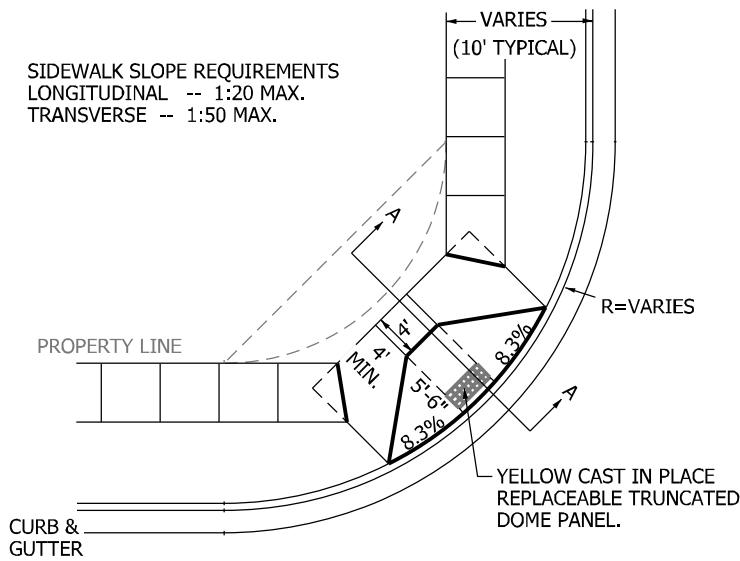 VARIES
(10' TYPICAL)
SIDEWALK SLOPE REQUIREMENTS
LONGITUDINAL -- 1:20 MAX.
TRANSVERSE -- 1:50 MAX.
A
R=VARIES
PROPERTY LINE
4'
4'
MIN.
8.3%
5'-6"
8.3%
A
YELLOW CAST IN PLACE
REPLACEABLE TRUNCATED
DOME PANEL.
CURB &
GUTTER